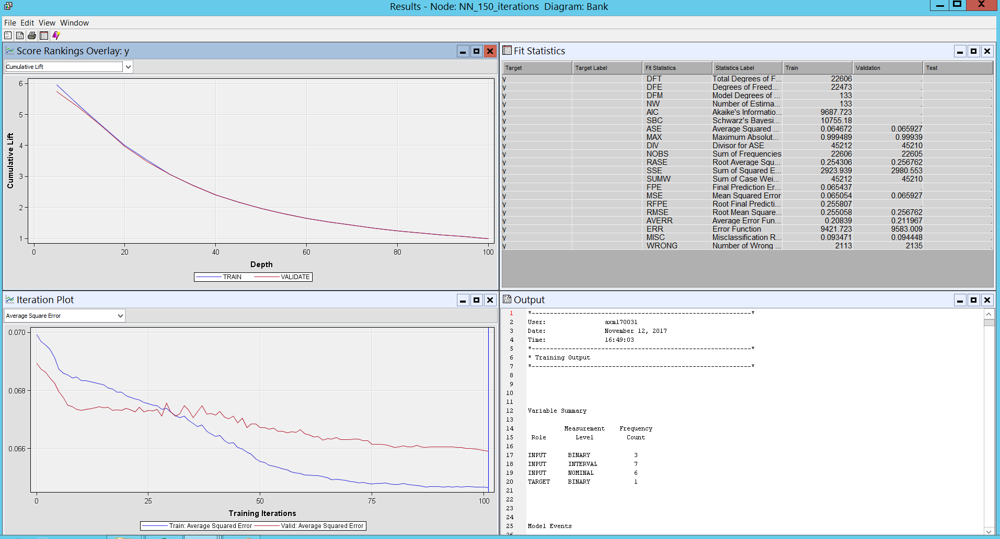 Results - Node: NN_150_iterations Diagram: Bank
File Edit View Window
Score Rankings Overlay: y
Cumulative Lift
6
5
4
3
2
1
Cumulative Lift
0 20 40 60 80 100
Depth
TRAIN VALIDATE
Fit Statistics
Target Target Label Fit Statistics Statistics Label Train Validation Test
y DFT Total Degrees of F... 22606 . .
y DFE Degrees of Freed... 22473 . .
y DFM Model Degrees of ... 133 . .
y NW Number of Estima... 133 . .
y AIC Akaike's Informatio... 9687.723 . .
y SBC Schwarz's Bayesi... 10755.18 . .
y ASE Average Squared ... 0.064672 0.065927 .
y MAX Maximum Absolut... 0.999489 0.99939 .
y DIV Divisor for ASE 45212 45210 .
y NOBS Sum of Frequencies 22606 22605 .
y RASE Root Average Squ... 0.254306 0.256762 .
y SSE Sum of Squared E... 2923.939 2980.553 .
y SUMW Sum of Case Wei... 45212 45210 .
y FPE Final Prediction Er... 0.065437 . .
y MSE Mean Squared Error 0.065054 0.065927 .
y RFPE Root Final Predicti... 0.255807 . .
y RMSE Root Mean Square... 0.255058 0.256762 .
y AVERR Average Error Fun... 0.20839 0.211967 .
y ERR Error Function 9421.723 9583.009 .
y MISC Misclassification R... 0.093471 0.094448 .
y WRONG Number of Wrong ... 2113 2135 .
Iteration Plot
Average Square Error
0.070
0.068
0.066
0 25 50 75 100
Training Iterations
Train: Average Squared Error Valid: Average Squared Error
Output
1 *------------------------------------------------------------*
2 User: axm170031
3 Date: November 12, 2017
4 Time: 16:49:03
5 *------------------------------------------------------------*
6 * Training Output
7 *------------------------------------------------------------*
8
9
10
11
12 Variable Summary
13
14 Measurement Frequency
15 Role Level Count
16
17 INPUT BINARY 3
18 INPUT INTERVAL 7
19 INPUT NOMINAL 6
20 TARGET BINARY 1
21
22
23
24
25 Model Events
26